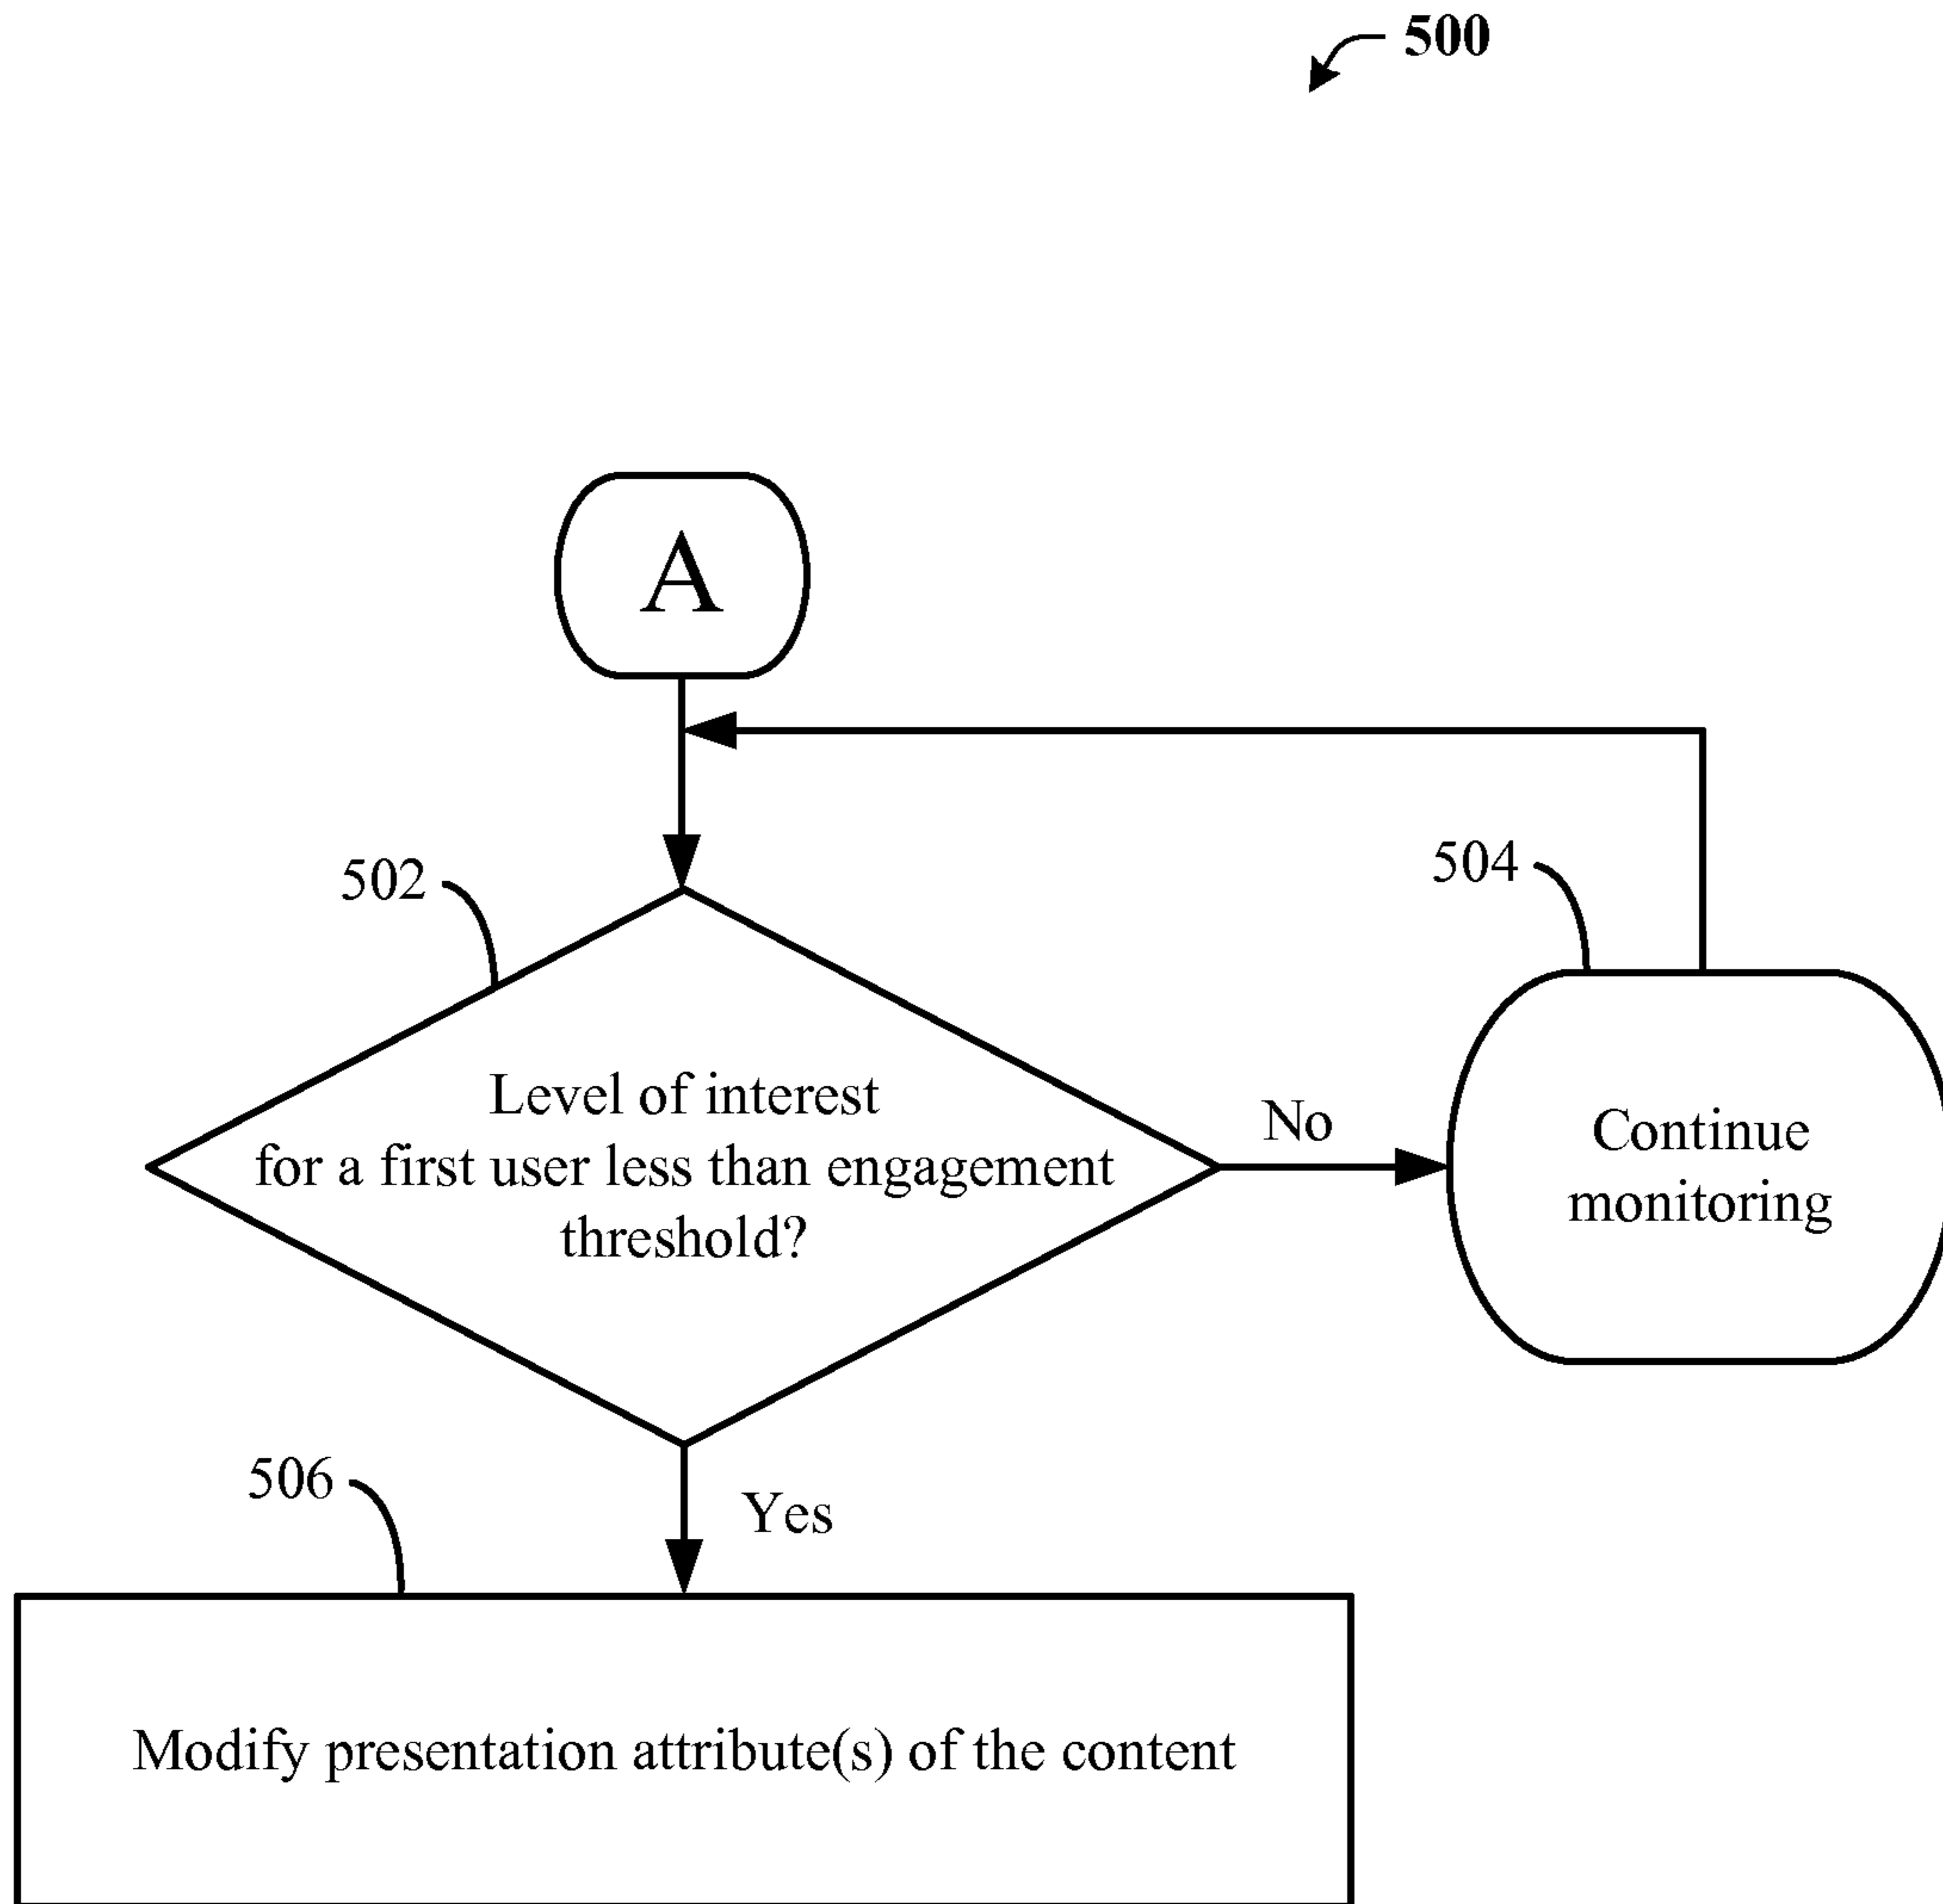 500
A
502
504
Level of interest
for a first user less than engagement
threshold?
No
Continue
monitoring
506
Yes
Modify presentation attribute(s) of the content